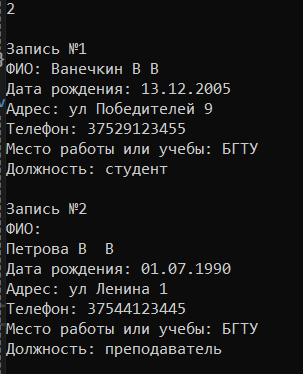 2
Запись №1
ФИО: Ванечкин В В
Дата рождения: 13.12.2005
Адрес: ул Победителей 9
Телефон: 37529123455
Место работы или учебы: БГТУ
Должность: студент
Запись №2
ФИО:
Петрова В  В
Дата рождения: 01.07.1990
Адрес: ул Ленина 1
Телефон: 37544123445
Место работы или учебы: БГТУ
Должность: преподаватель